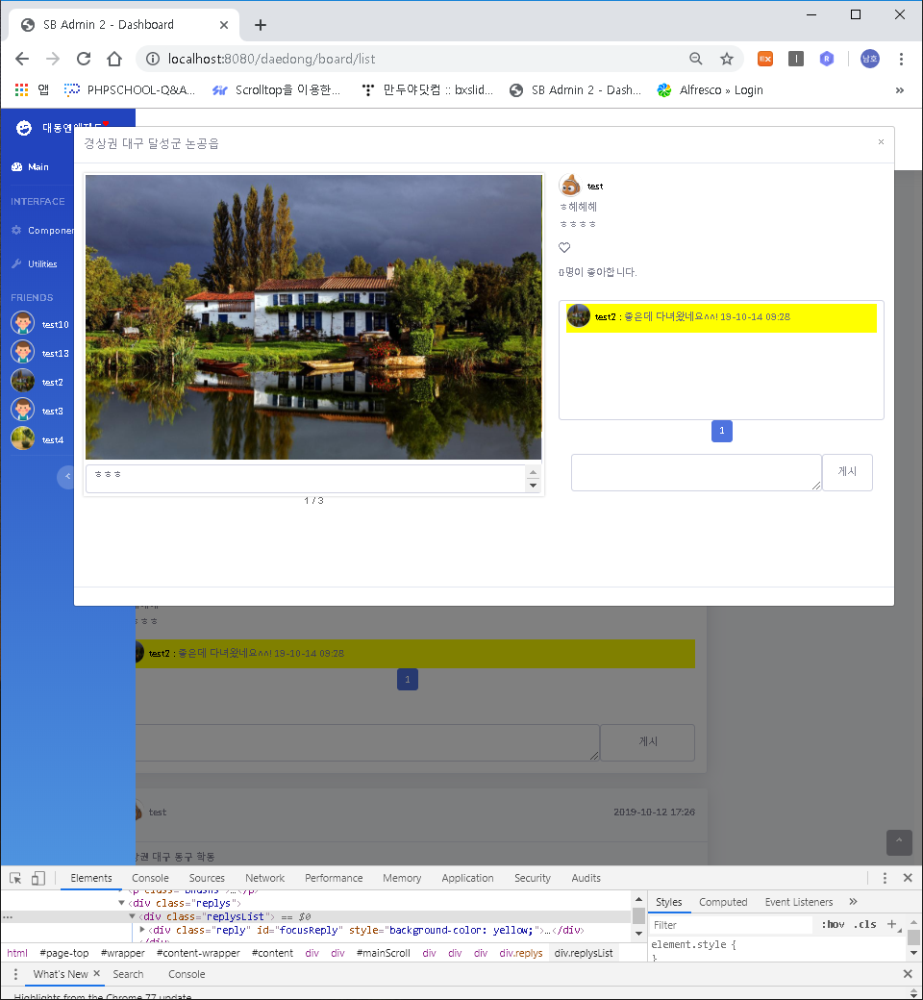 SB Admin 2 - Dashboard
localhost:8080/daedong/board/list
앱 PHPSCHOOL-Q&A... Scrolltop을 이용한... 만두야닷컴 :: bxslid... SB Admin 2 - Dash... Alfresco » Login »
Main
INTERFACE
Componen
Utilities
FRIENDS
test10
test13
test2
test3
test4
경상권 대구 달성군 논공읍 ×
ㅎㅎㅎ
1 / 3
test
ㅎ헤헤헤
ㅎㅎㅎㅎ
0명이 좋아합니다.
test2 : 좋은데 다녀왔네요^^! 19-10-14 09:28
1
게시
test2 : 좋은데 다녀왔네요^^! 19-10-14 09:28
1
게시
test 2019-10-12 17:26
대구 동구 학동
Elements Console Sources Network Performance Memory Application Security Audits
<div class="replys">
<div class="replysList"> == $0
<div class="reply" id="focusReply" style="background-color: yellow;">…</div>
html #page-top #wrapper #content-wrapper #content div div #mainScroll div div div div.replys div.replysList
Styles Computed Event Listeners »
Filter :hov .cls +
element.style {
}
What's New × Search Console
Highlights from the Chrome 77 update